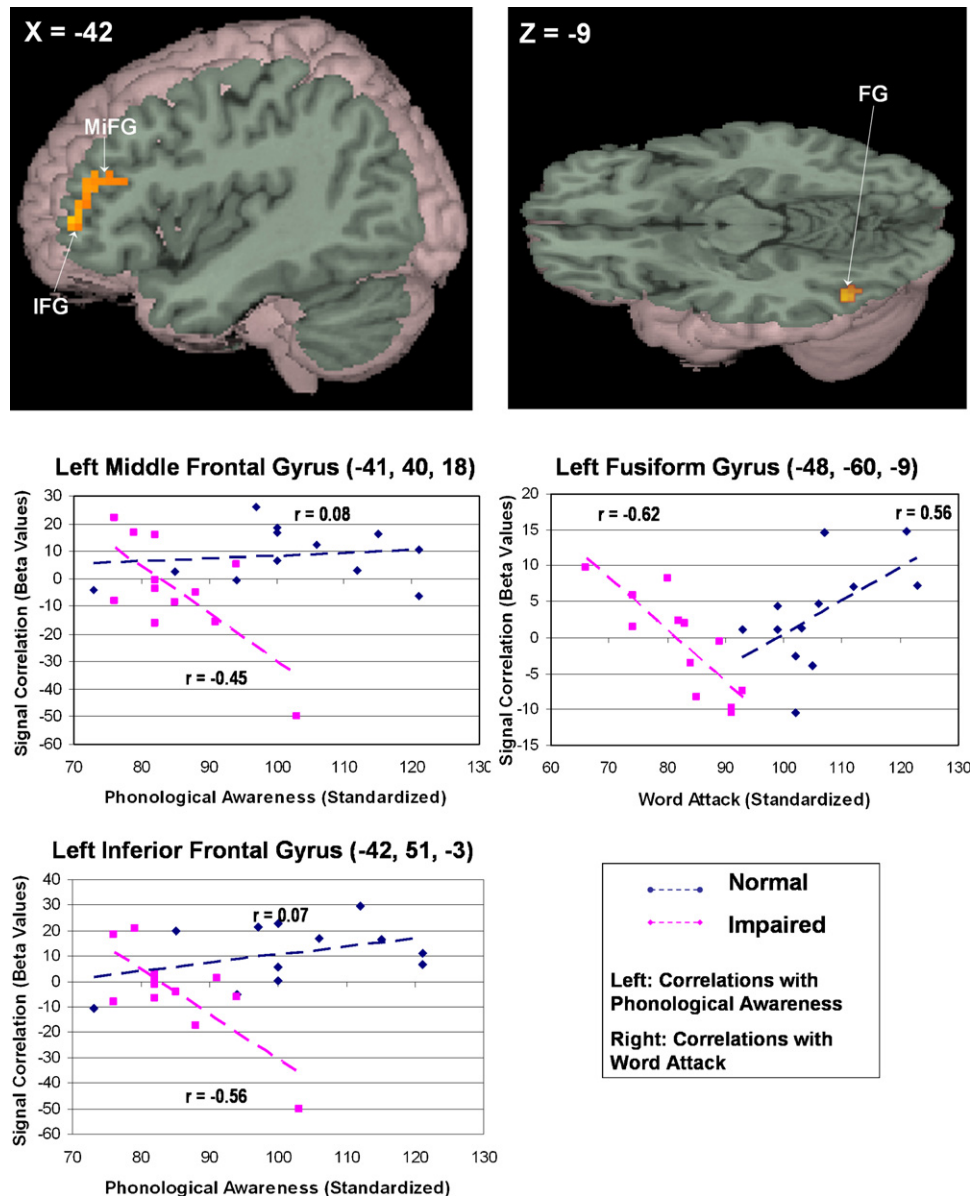 X = -42
MiFG
IFG
Z = -9
FG
Left Middle Frontal Gyrus (-41, 40, 18)
Signal Correlation (Beta Values)
30
20
10
0
-10
-20
-30
-40
-50
-60
r = 0.08
r = -0.45
70 80 90 100 110 120 130
Phonological Awareness (Standardized)
Left Fusiform Gyrus (-48, -60, -9)
Signal Correlation (Beta Values)
20
15
10
5
0
-5
-10
-15
r = -0.62
r = 0.56
60 70 80 90 100 110 120 130
Word Attack (Standardized)
Left Inferior Frontal Gyrus (-42, 51, -3)
Signal Correlation (Beta Values)
40
30
20
10
0
-10
-20
-30
-40
-50
-60
r = 0.07
r = -0.56
70 80 90 100 110 120 130
Phonological Awareness (Standardized)
Normal
Impaired
Left: Correlations with
Phonological Awareness
Right: Correlations with
Word Attack